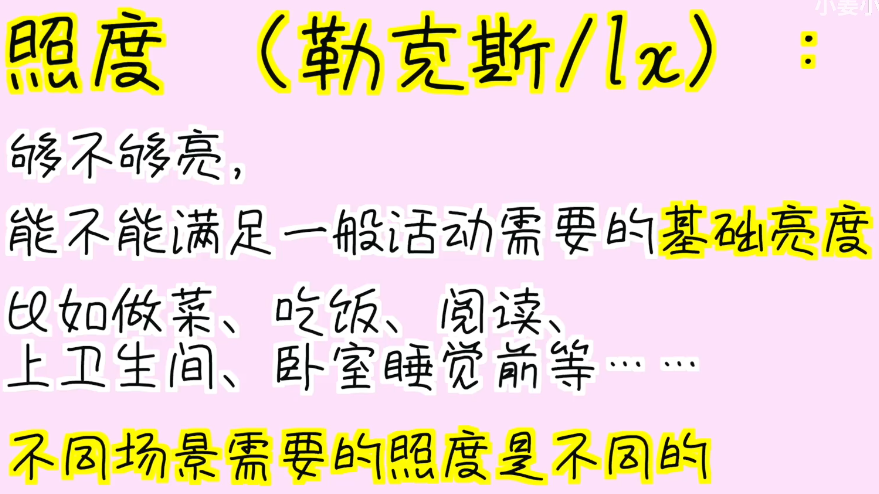 小姜小
照度 （勒克斯/lx）：
够不够亮，
能不能满足一般活动需要的基础亮度
比如做菜、吃饭、阅读、
上卫生间、卧室睡觉前等……
不同场景需要的照度是不同的